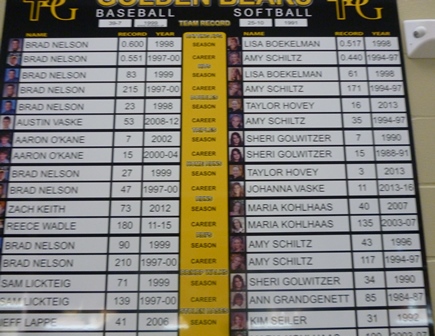 GOLDEN BEARS
BASEBALL SOFTBALL
39-7 1999 TEAM RECORD 1991
NAME RECORD YEAR NAME RECORD YEAR
BRAD NELSON 0.600 1998 SEASON LISA BOEKELMAN 0.517 1998
BRAD NELSON 0.551 1997-00 CAREER AMY SCHILTZ 0.440 1994-97
BRAD NELSON 83 1999 SEASON LISA BOEKELMAN 61 1998
BRAD NELSON 215 1997-00 CAREER AMY SCHILTZ 171 1994-97
BRAD NELSON 23 1998 SEASON TAYLOR HOVEY 16 2013
AUSTIN VASKE 53 2008-12 CAREER AMY SCHILTZ 35 1994-97
TRIPLES
AARON O'KANE 7 2002 SEASON SHERI GOLWITZER 7 1990
AARON O'KANE 15 2000-04 CAREER SHERI GOLWITZER 15 1988-91
BRAD NELSON 27 1999 SEASON TAYLOR HOVEY 3 2013
BRAD NELSON 47 1997-00 CAREER JOHANNA VASKE 11 2013-16
ZACH KEITH 73 2012 SEASON MARIA KOHLHAAS 40 2007
REECE WADLE 180 11-15 CAREER MARIA KOHLHAAS 135 2003-07
BRAD NELSON 90 1999 SEASON AMY SCHILTZ 43 1996
BRAD NELSON 210 1997-00 CAREER AMY SCHILTZ 117 1994-97
SAM LICKTEIG 71 1999 SEASON SHERI GOLWITZER 34 1990
SAM LICKTEIG 139 1997-00 CAREER ANN GRANDGENETT 85 1984-87
JEFF LAPPE 41 2006 SEASON KIM SEILER 31 1992